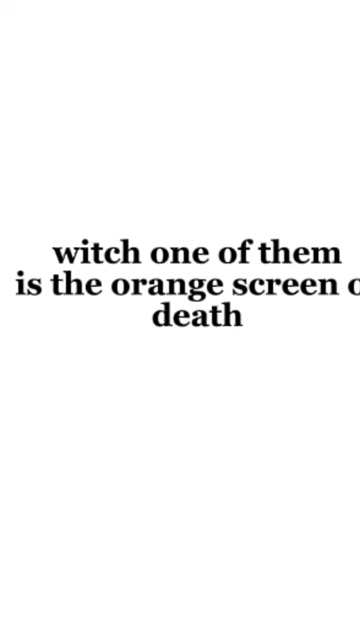 witch one of them
is the orange screen o
death